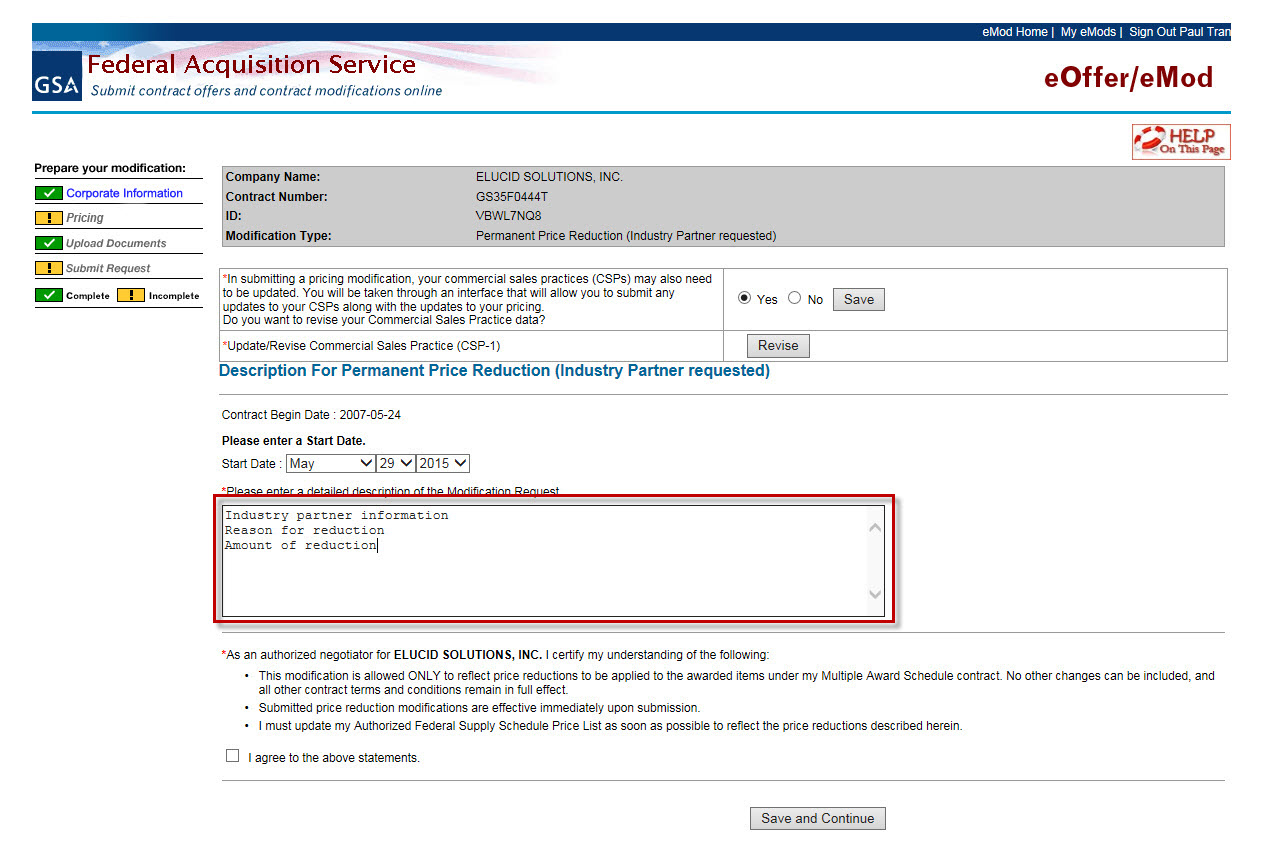 eMod Home | My eMods | Sign Out Paul Tran
GSA
Federal Acquisition Service
Submit contract offers and contract modifications online
eOffer/eMod
HELP
On This Page
Prepare your modification:
Corporate Information
! Pricing
Upload Documents
! Submit Request
Complete ! Incomplete
Company Name: ELUCID SOLUTIONS, INC.
Contract Number: GS35F0444T
ID: VBWL7NQ8
Modification Type: Permanent Price Reduction (Industry Partner requested)
*In submitting a pricing modification, your commercial sales practices (CSPs) may also need
to be updated. You will be taken through an interface that will allow you to submit any
updates to your CSPs along with the updates to your pricing.
Do you want to revise your Commercial Sales Practice data?
Yes No Save
*Update/Revise Commercial Sales Practice (CSP-1) Revise
Description For Permanent Price Reduction (Industry Partner requested)
Contract Begin Date : 2007-05-24
Please enter a Start Date.
Start Date : May 29 2015
*Please enter a detailed description of the Modification Request
Industry partner information
Reason for reduction
Amount of reduction
*As an authorized negotiator for ELUCID SOLUTIONS, INC. I certify my understanding of the following:
• This modification is allowed ONLY to reflect price reductions to be applied to the awarded items under my Multiple Award Schedule contract. No other changes can be included, and
all other contract terms and conditions remain in full effect.
• Submitted price reduction modifications are effective immediately upon submission.
• I must update my Authorized Federal Supply Schedule Price List as soon as possible to reflect the price reductions described herein.
I agree to the above statements.
Save and Continue